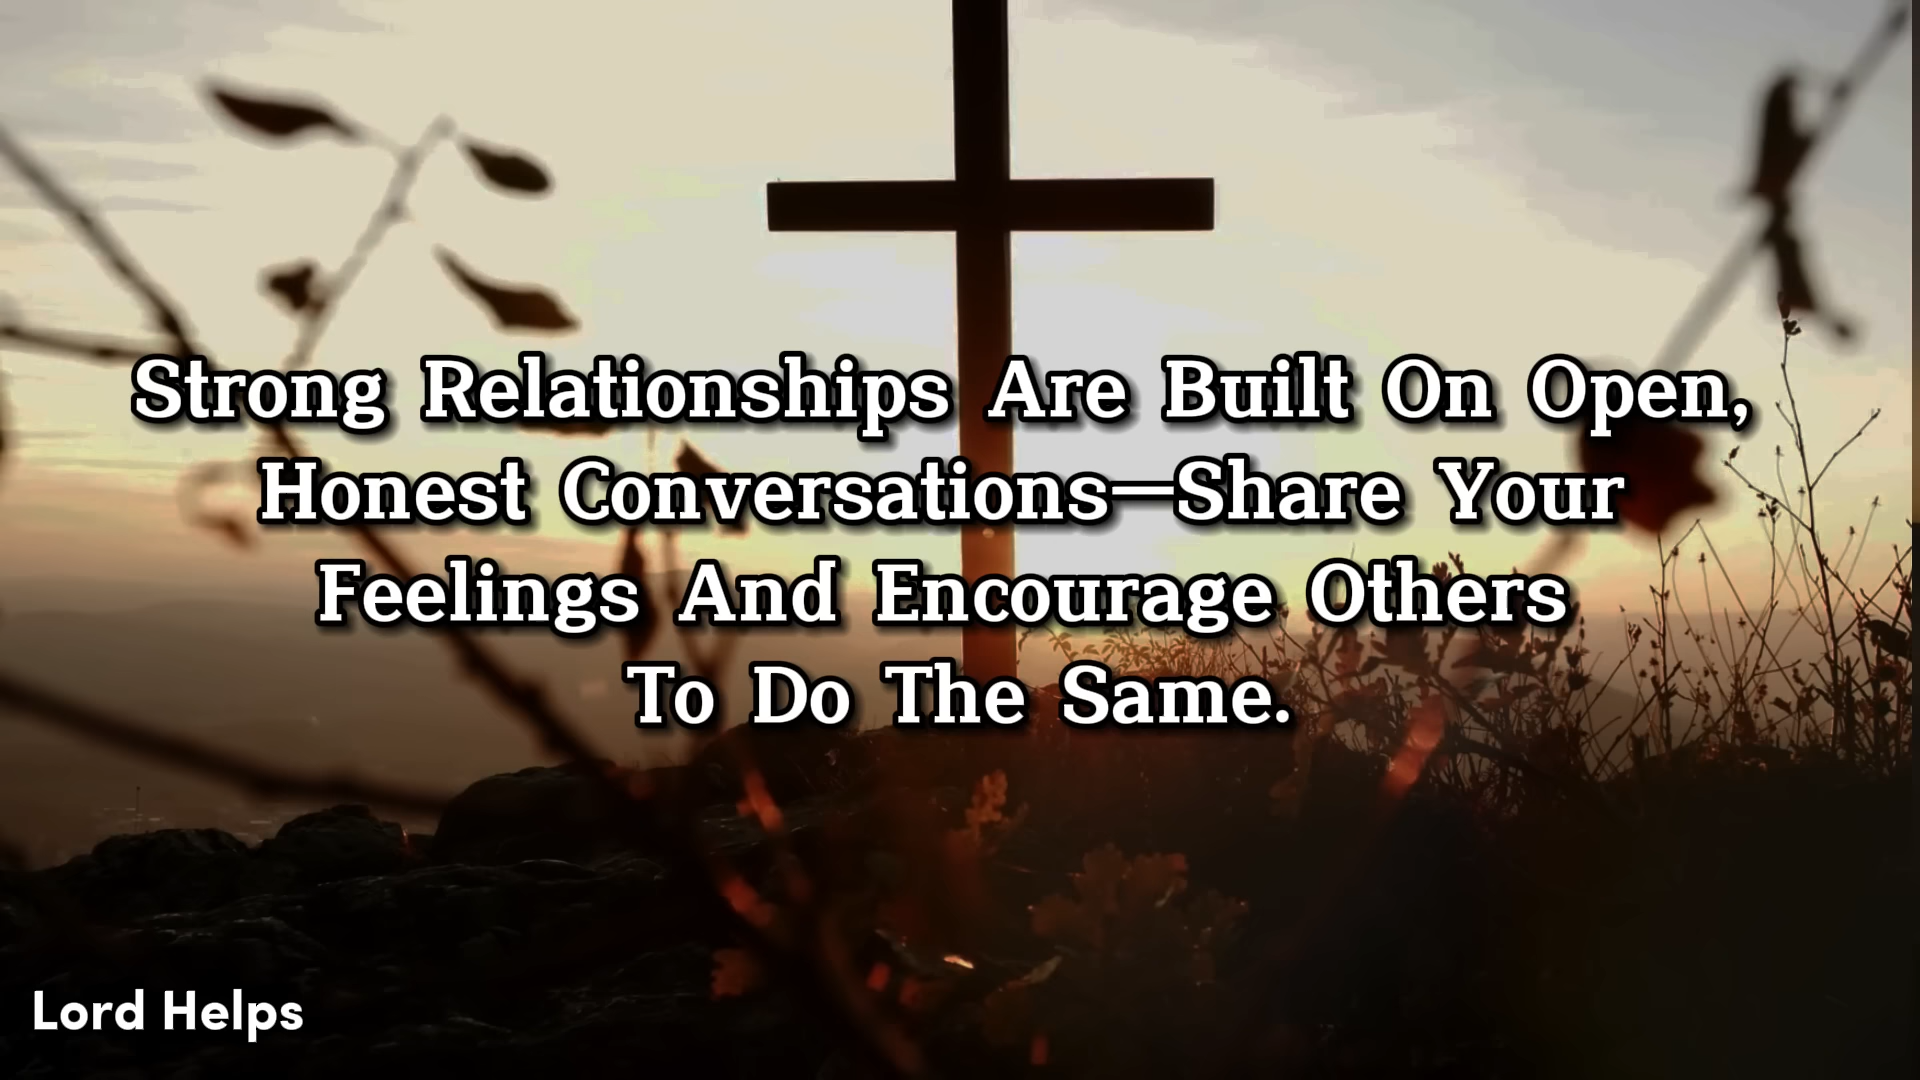 Strong Relationships Are Built On Open,
Honest Conversations—Share Your
Feelings And Encourage Others
To Do The Same.
Lord Helps